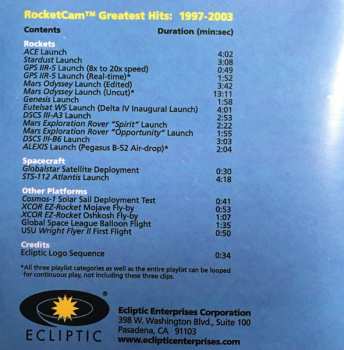 RocketCam™ Greatest Hits: 1997-2003
Contents Duration (min:sec)
Rockets
ACE Launch 4:02
Stardust Launch 3:08
GPS IIR-5 Launch (8x to 20x speed) 0:49
GPS IIR-5 Launch (Real-time)* 1:52
Mars Odyssey Launch (Edited) 3:42
Mars Odyssey Launch (Uncut)* 13:11
Genesis Launch 1:58
Eutelsat W5 Launch (Delta IV Inaugural Launch) 4:01
DSCS III-A3 Launch 2:53
Mars Exploration Rover "Spirit" Launch 2:22
Mars Exploration Rover "Opportunity" Launch 1:55
DSCS III-B6 Launch 3:03
ALEXIS Launch (Pegasus B-52 Air-drop)* 2:04
Spacecraft
Globalstar Satellite Deployment 0:30
STS-112 Atlantis Launch 4:18
Other Platforms
Cosmos-1 Solar Sail Deployment Test 0:41
XCOR EZ-Rocket Mojave Fly-by 0:53
XCOR EZ-Rocket Oshkosh Fly-by 1:07
Global Space League Balloon Flight 1:35
USU Wright Flyer II First Flight 0:50
Credits
Ecliptic Logo Sequence 0:34
*All three playlist categories as well as the entire playlist can be looped
for continuous play, not including these three clips.
ECLIPTIC
Ecliptic Enterprises Corporation
398 W. Washington Blvd., Suite 100
Pasadena, CA 91103
www.eclipticenterprises.com